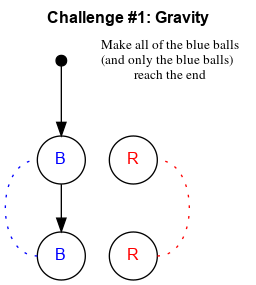 Challenge #1: Gravity
Make all of the blue balls
(and only the blue balls)
reach the end
B R
B R